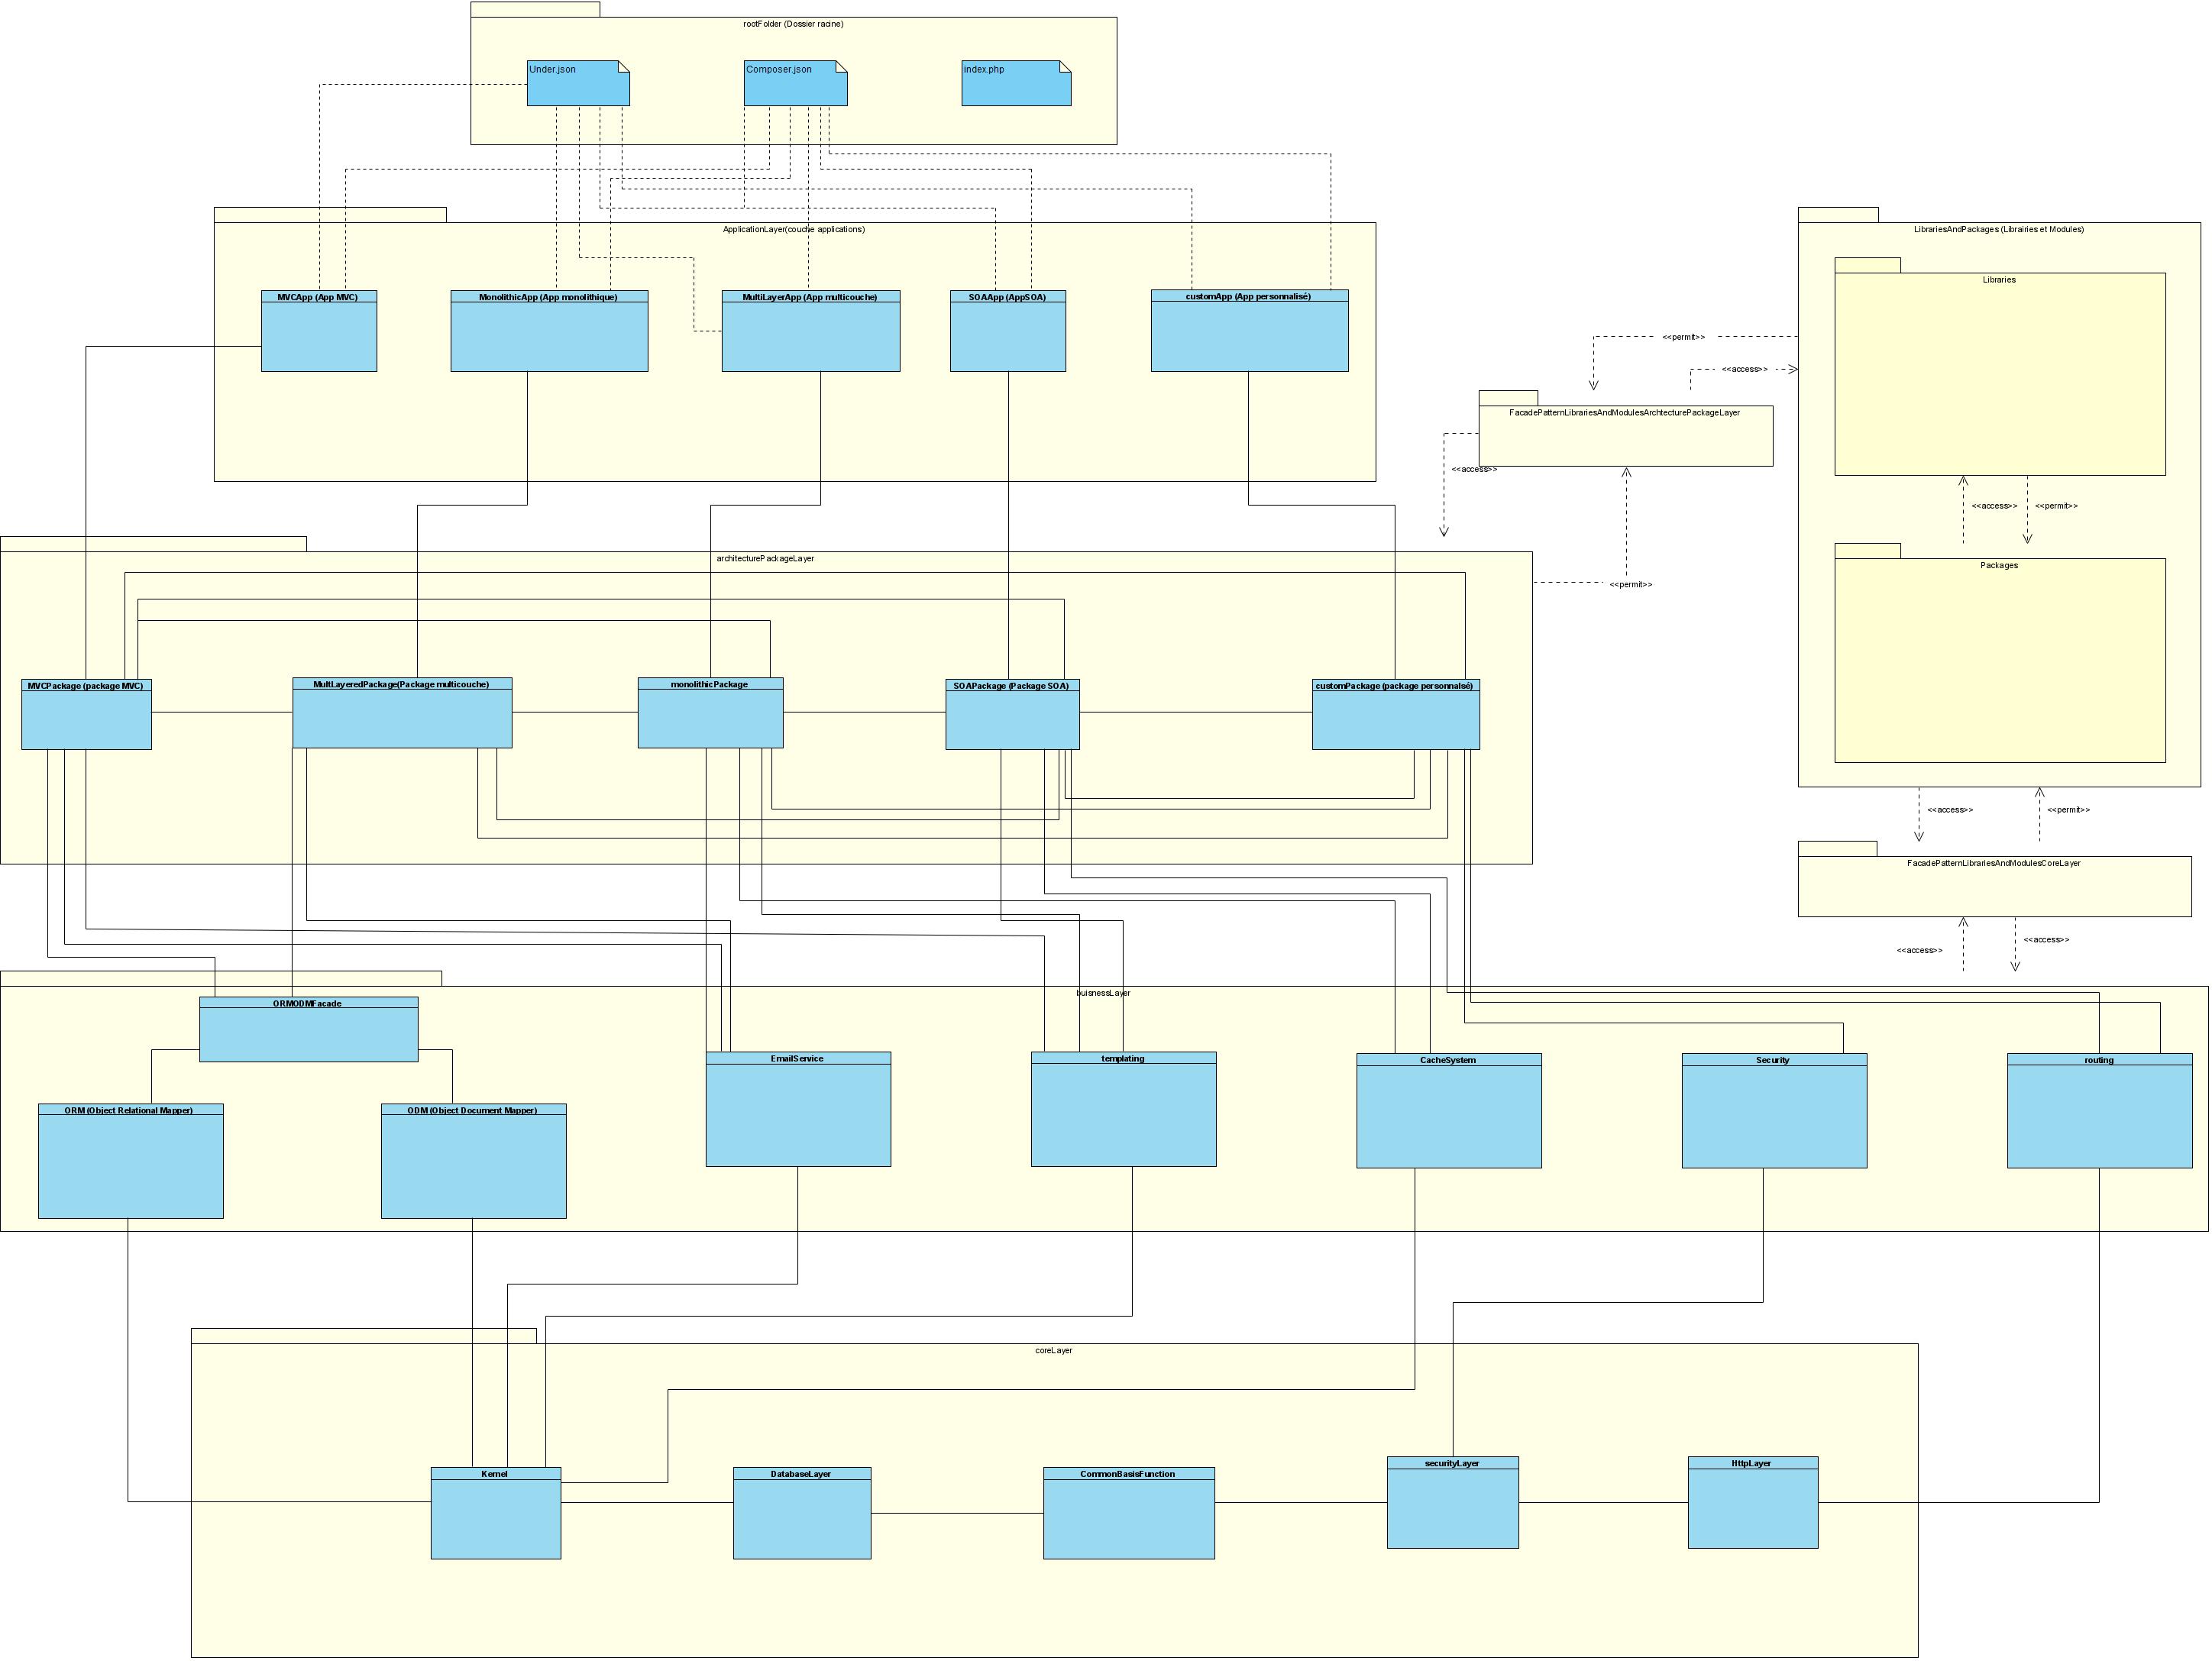 rootFolder (Dossier racine)
Under.json
Composer.json
index.php
ApplicationLayer(couche applications)
LibrariesAndPackages (Librairies et Modules)
Libraries
MVCApp (App MVC)
MonolithicApp (App monolithique)
MultiLayerApp (App multicouche)
SOAApp (AppSOA)
customApp (App personnalisé)
<<permit>>
<<access>>
FacadePatternLibrariesAndModulesArchtecturePackageLayer
<<access>>
<<access>>
<<permit>>
architecturePackageLayer
Packages
<<permit>>
MVCPackage (package MVC)
MultLayeredPackage(Package multicouche)
monolithicPackage
SOAPackage (Package SOA)
customPackage (package personnalsé)
<<access>>
<<permit>>
FacadePatternLibrariesAndModulesCoreLayer
<<access>>
<<access>>
buisnessLayer
ORMODMFacade
EmailService
templating
CacheSystem
Security
routing
ORM (Object Relational Mapper)
ODM (Object Document Mapper)
coreLayer
Kernel
DatabaseLayer
CommonBasisFunction
securityLayer
HttpLayer